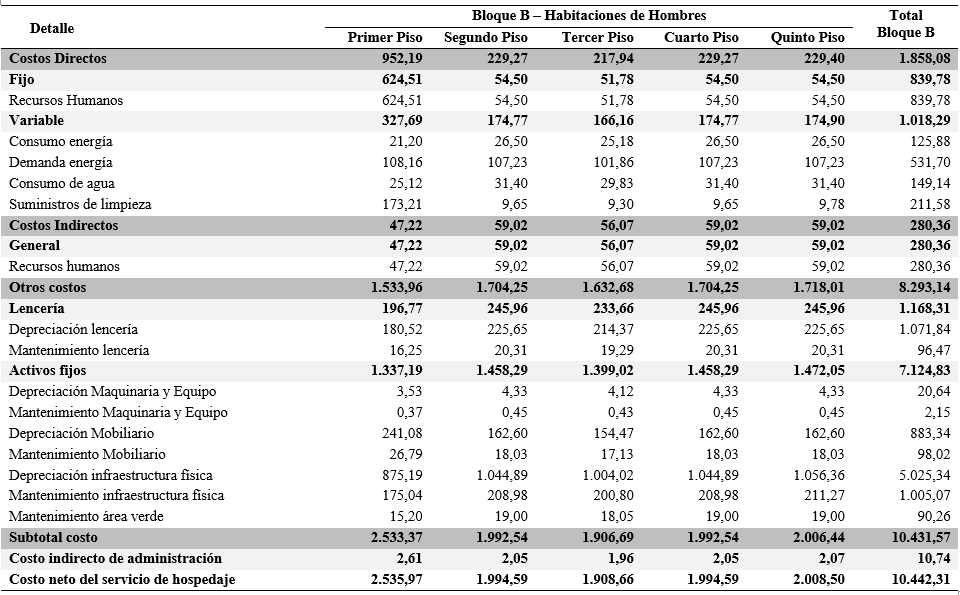 Detalle Bloque B – Habitaciones de Hombres Total Bloque B
Primer Piso Segundo Piso Tercer Piso Cuarto Piso Quinto Piso
Costos Directos 952,19 229,27 217,94 229,27 229,40 1.858,08
Fijo 624,51 54,50 51,78 54,50 54,50 839,78
Recursos Humanos 624,51 54,50 51,78 54,50 54,50 839,78
Variable 327,69 174,77 166,16 174,77 174,90 1.018,29
Consumo energía 21,20 26,50 25,18 26,50 26,50 125,88
Demanda energía 108,16 107,23 101,86 107,23 107,23 531,70
Consumo de agua 25,12 31,40 29,83 31,40 31,40 149,14
Suministros de limpieza 173,21 9,65 9,30 9,65 9,78 211,58
Costos Indirectos 47,22 59,02 56,07 59,02 59,02 280,36
General 47,22 59,02 56,07 59,02 59,02 280,36
Recursos humanos 47,22 59,02 56,07 59,02 59,02 280,36
Otros costos 1.533,96 1.704,25 1.632,68 1.704,25 1.718,01 8.293,14
Lencería 196,77 245,96 233,66 245,96 245,96 1.168,31
Depreciación lencería 180,52 225,65 214,37 225,65 225,65 1.071,84
Mantenimiento lencería 16,25 20,31 19,29 20,31 20,31 96,47
Activos fijos 1.337,19 1.458,29 1.399,02 1.458,29 1.472,05 7.124,83
Depreciación Maquinaria y Equipo 3,53 4,33 4,12 4,33 4,33 20,64
Mantenimiento Maquinaria y Equipo 0,37 0,45 0,43 0,45 0,45 2,15
Depreciación Mobiliario 241,08 162,60 154,47 162,60 162,60 883,34
Mantenimiento Mobiliario 26,79 18,03 17,13 18,03 18,03 98,02
Depreciación infraestructura física 875,19 1.044,89 1.004,02 1.044,89 1.056,36 5.025,34
Mantenimiento infraestructura física 175,04 208,98 200,80 208,98 211,27 1.005,07
Mantenimiento área verde 15,20 19,00 18,05 19,00 19,00 90,26
Subtotal costo 2.533,37 1.992,54 1.906,69 1.992,54 2.006,44 10.431,57
Costo indirecto de administración 2,61 2,05 1,96 2,05 2,07 10,74
Costo neto del servicio de hospedaje 2.535,97 1.994,59 1.908,66 1.994,59 2.008,50 10.442,31